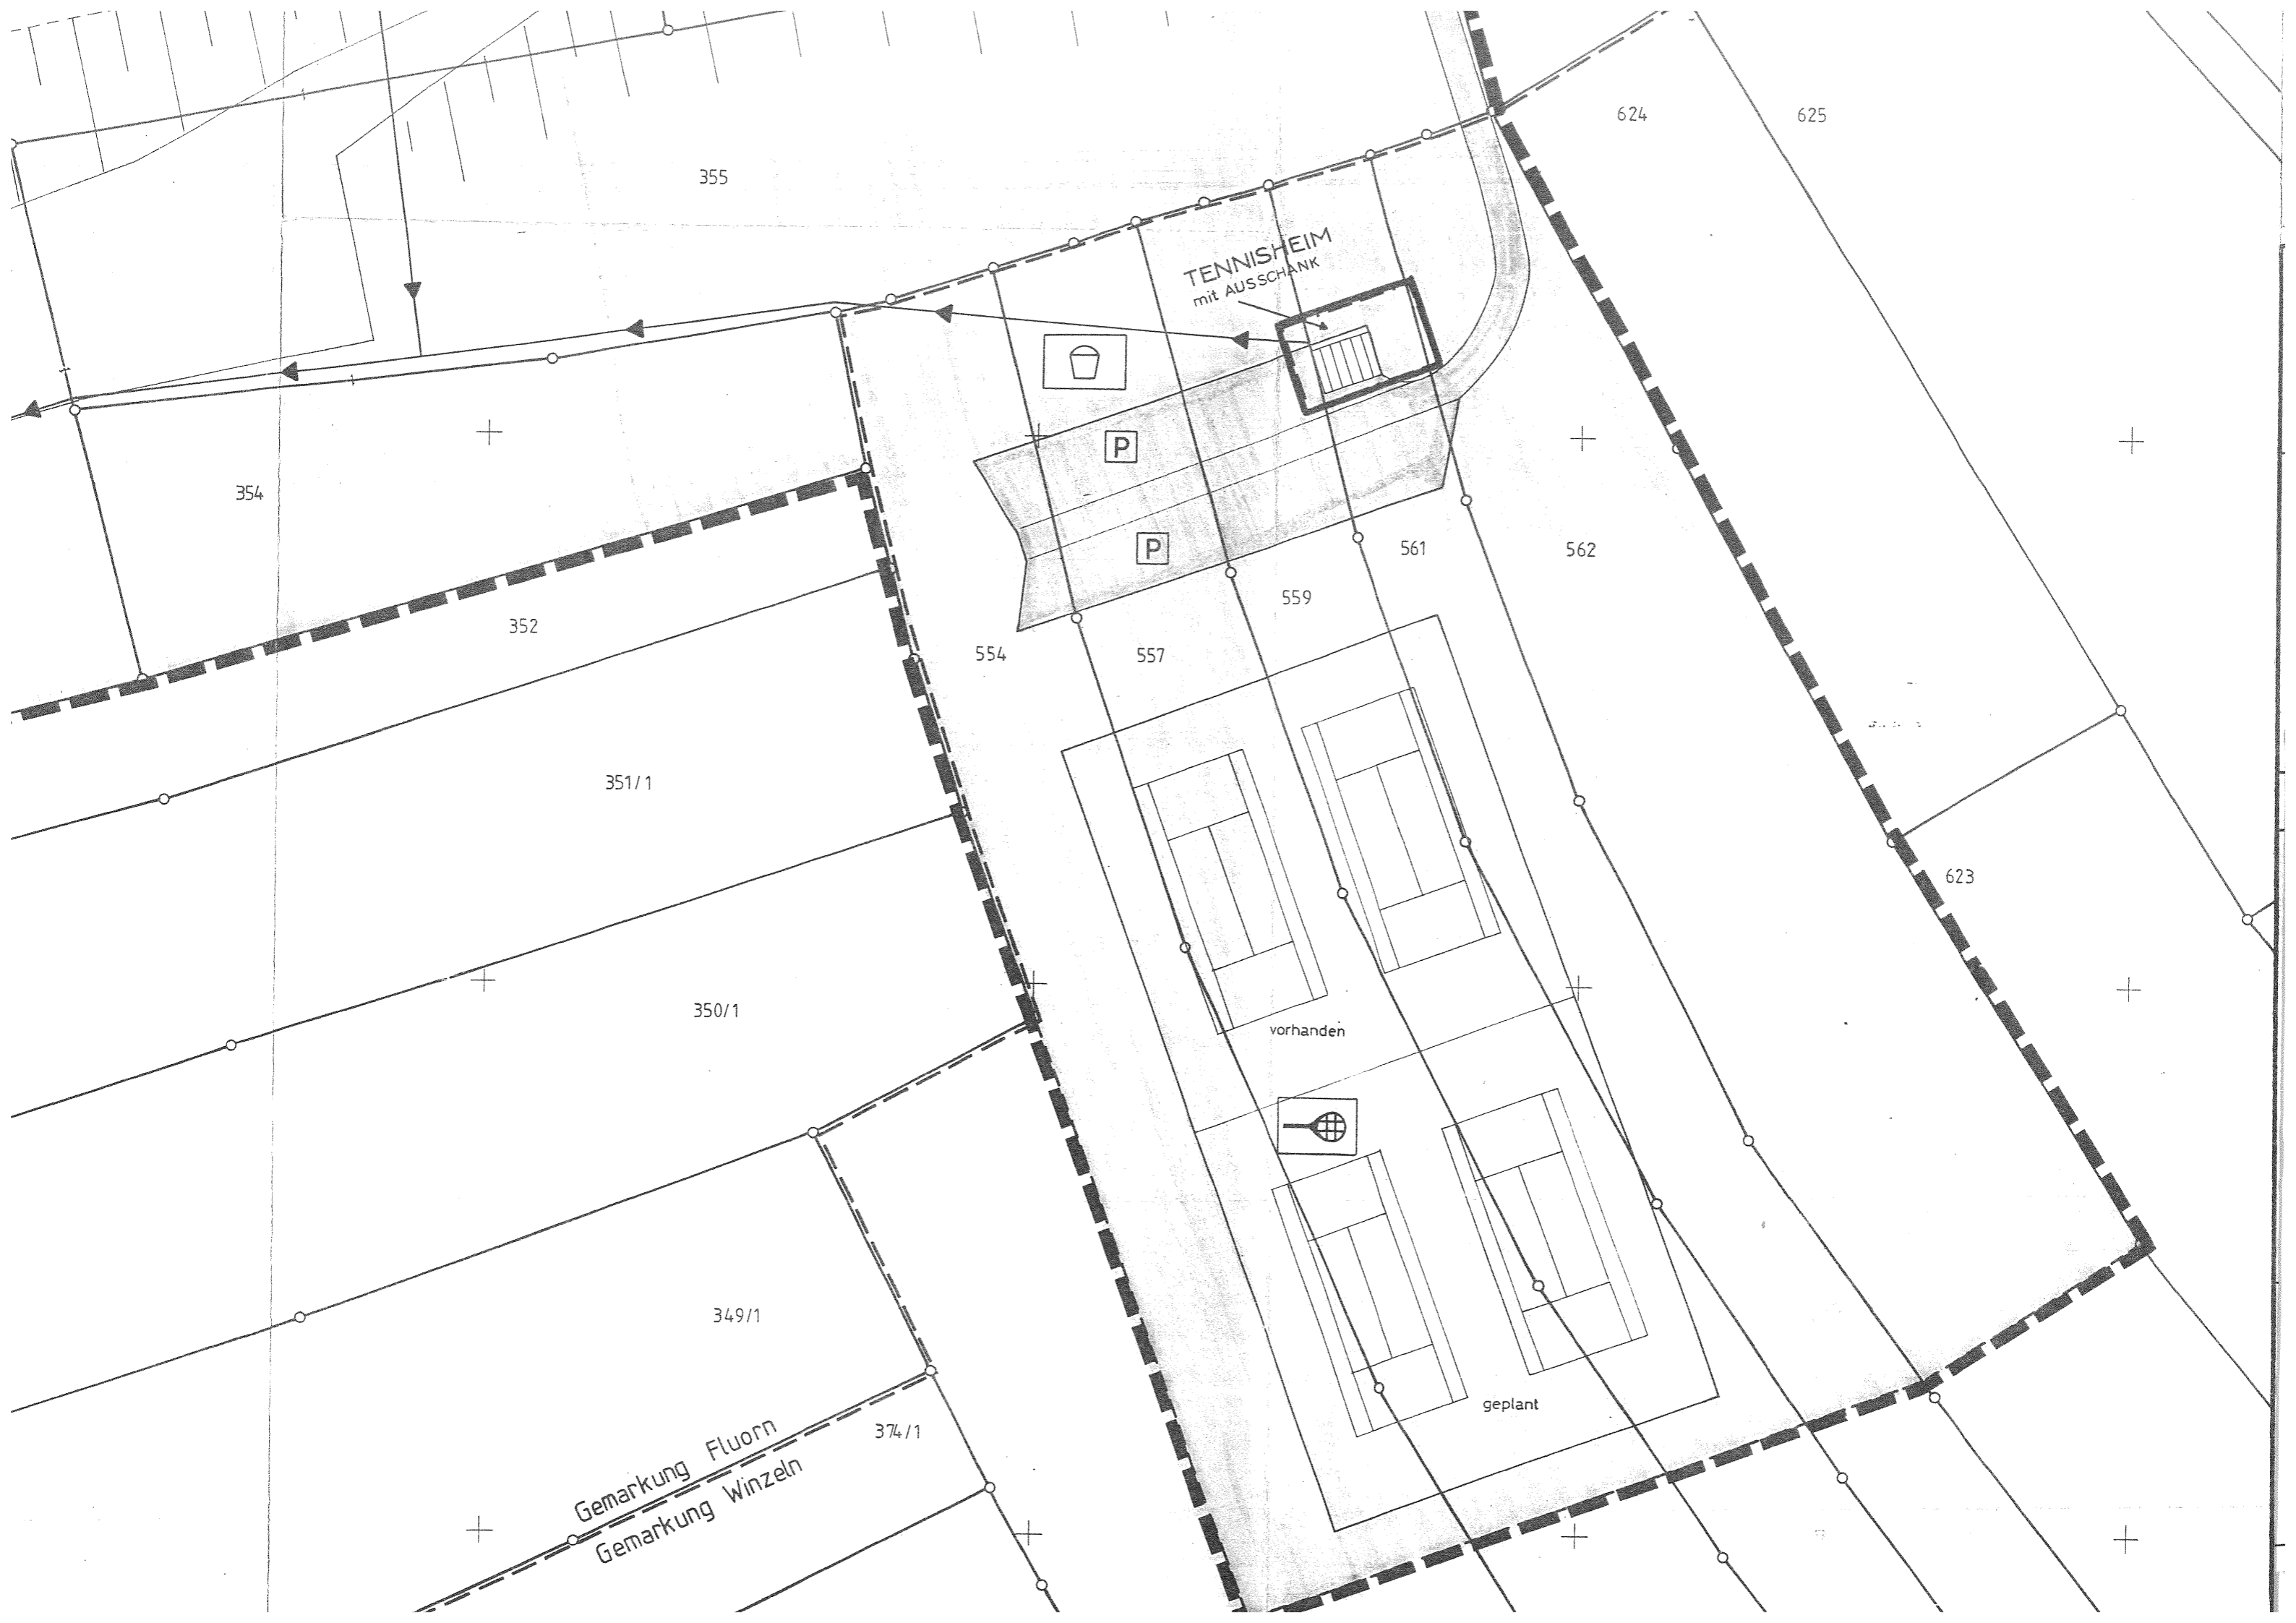 624
625
355
TENNISHEIM
mit AUSSCHANK
P
354
P
561
562
559
352
554
557
351/1
623
350/1
vorhanden
349/1
geplant
374/1
Gemarkung Fluorn
Gemarkung Winzeln